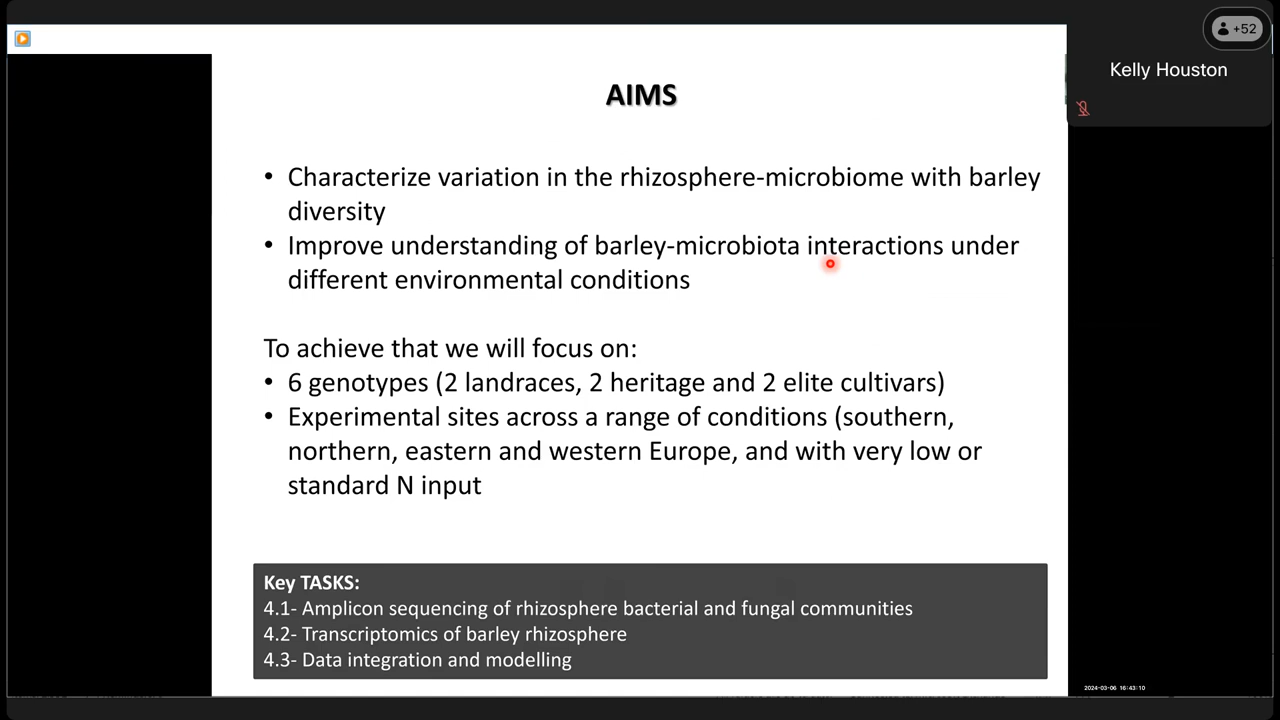 +52
Kelly Houston
AIMS
• Characterize variation in the rhizosphere-microbiome with barley
diversity
• Improve understanding of barley-microbiota interactions under
different environmental conditions
To achieve that we will focus on:
• 6 genotypes (2 landraces, 2 heritage and 2 elite cultivars)
• Experimental sites across a range of conditions (southern,
northern, eastern and western Europe, and with very low or
standard N input
Key TASKS:
4.1- Amplicon sequencing of rhizosphere bacterial and fungal communities
4.2- Transcriptomics of barley rhizosphere
4.3- Data integration and modelling
2024-03-06 16:43:10